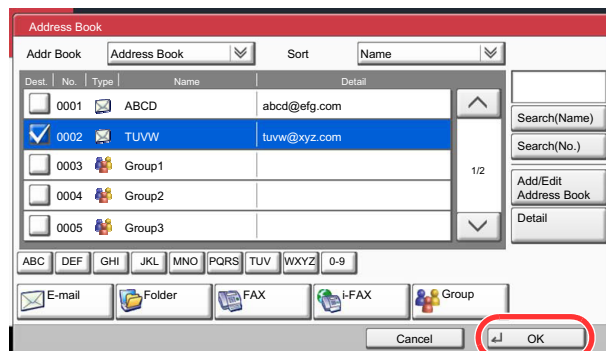 Address Book
Addr Book Address Book Sort Name
Dest. No. Type Name Detail
0001 ABCD abcd@efg.com
0002 TUVW tuvw@xyz.com
0003 Group1
0004 Group2
0005 Group3
1/2
Search(Name)
Search(No.)
Add/Edit
Address Book
Detail
ABC DEF GHI JKL MNO PQRS TUV WXYZ 0-9
E-mail Folder FAX i-FAX Group
Cancel OK